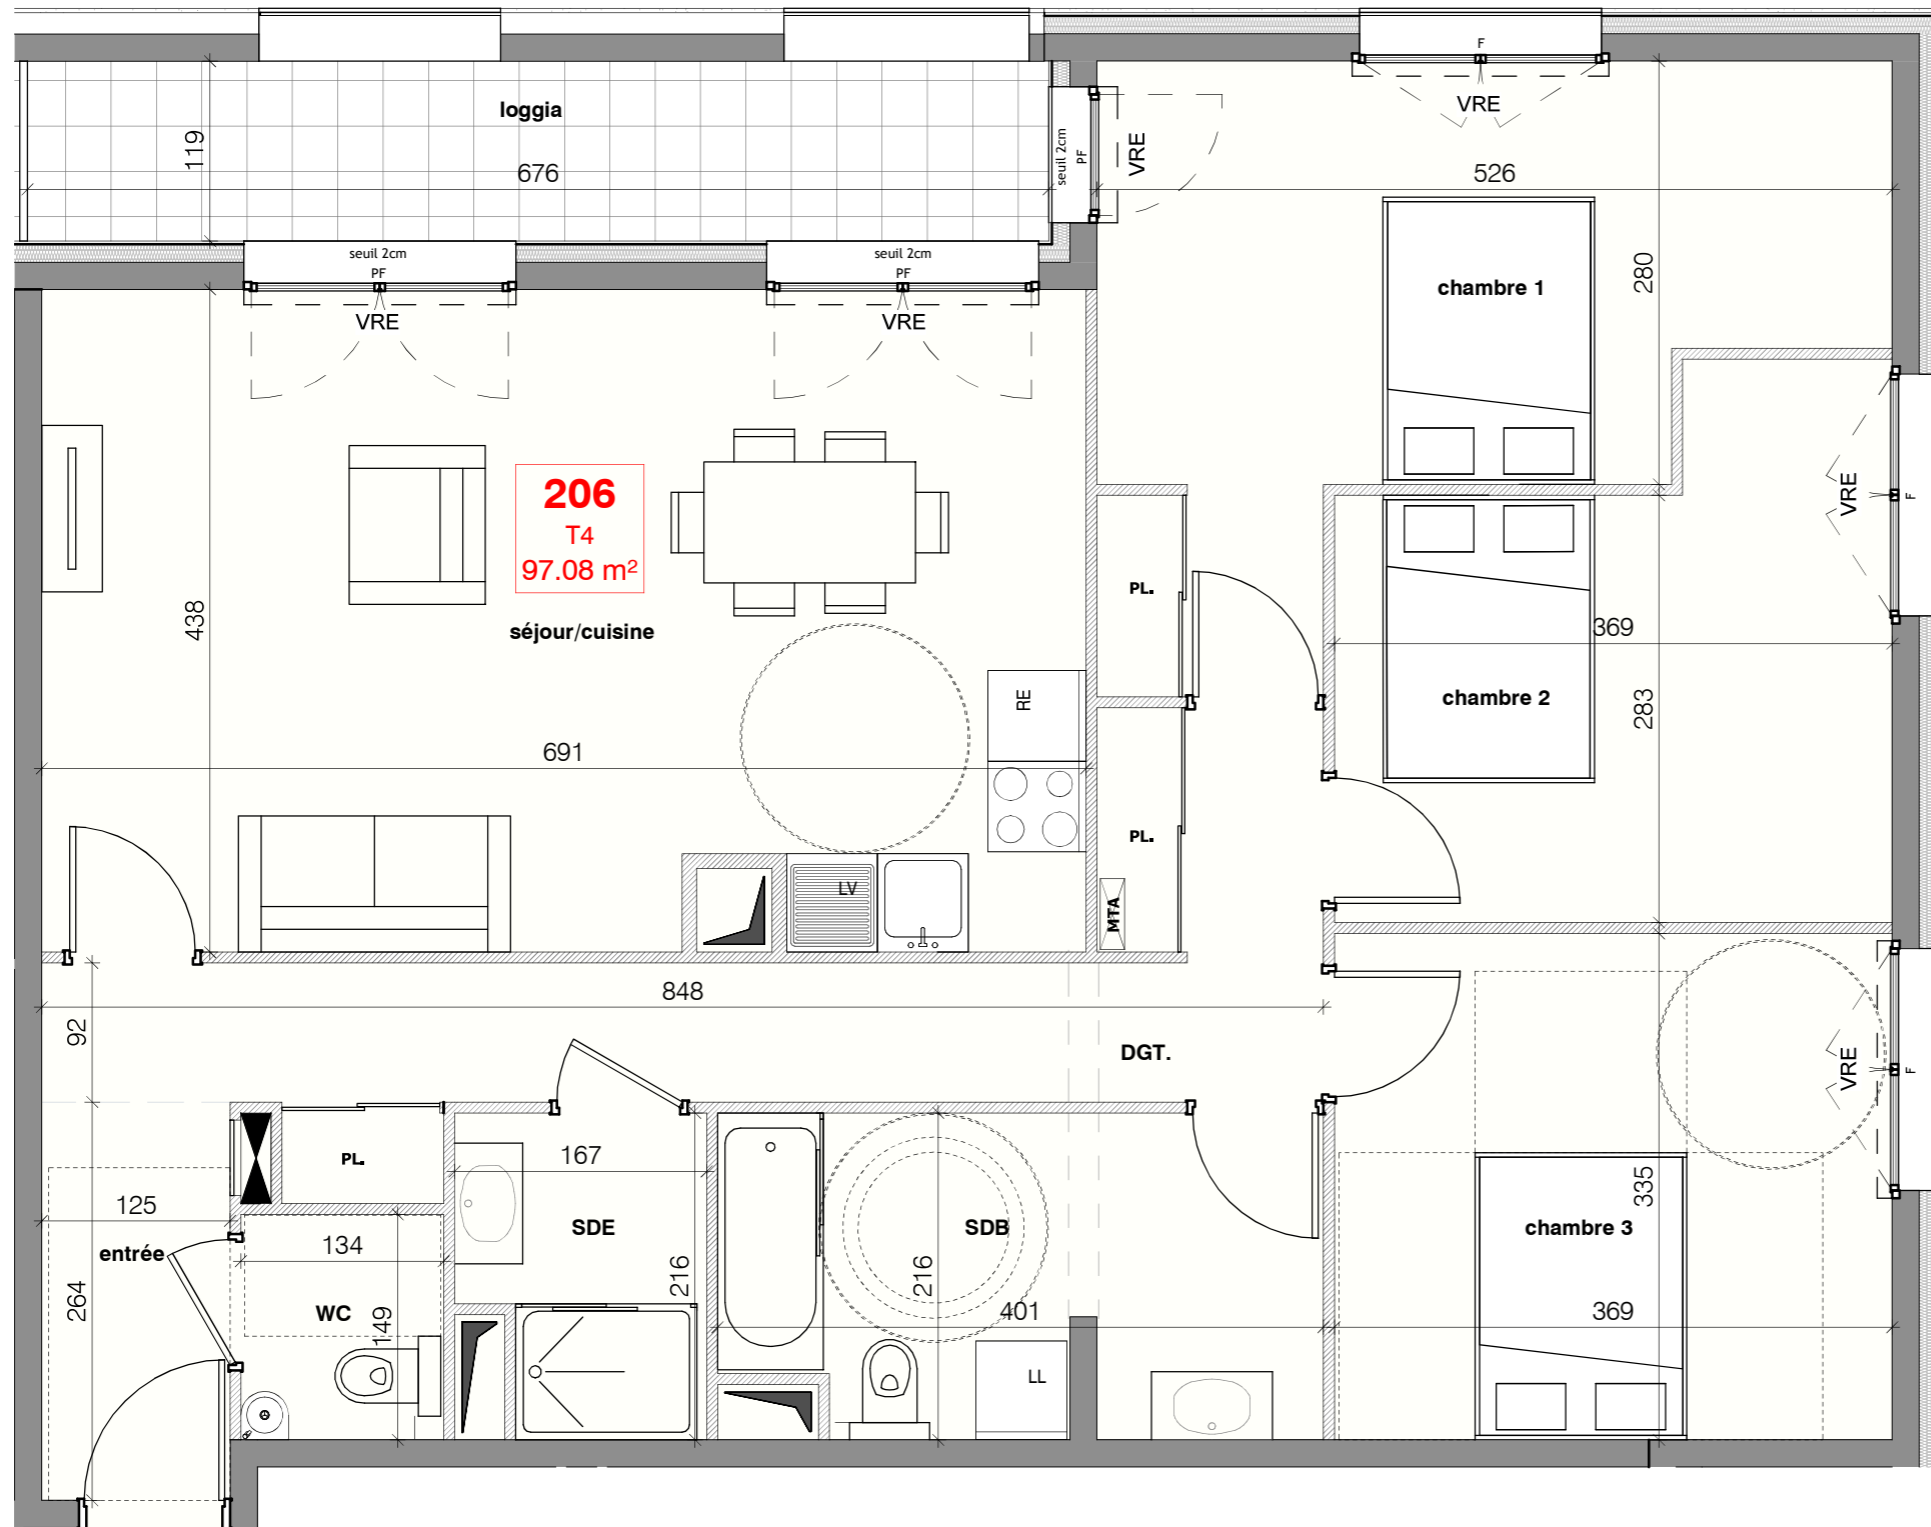 F
VRE
loggia
119
676
seuil 2cm
PF
VRE
526
seuil 2cm
PF
VRE
seuil 2cm
PF
VRE
280
chambre 1
206
T4
97.08 m²
séjour/cuisine
438
691
RE
LV
PL.
PL.
MTA
VRE
F
369
chambre 2
283
848
92
DGT.
VRE
F
PL.
167
125
entrée
134
SDE
SDB
335
chambre 3
264
WC
149
216
216
401
369
LL